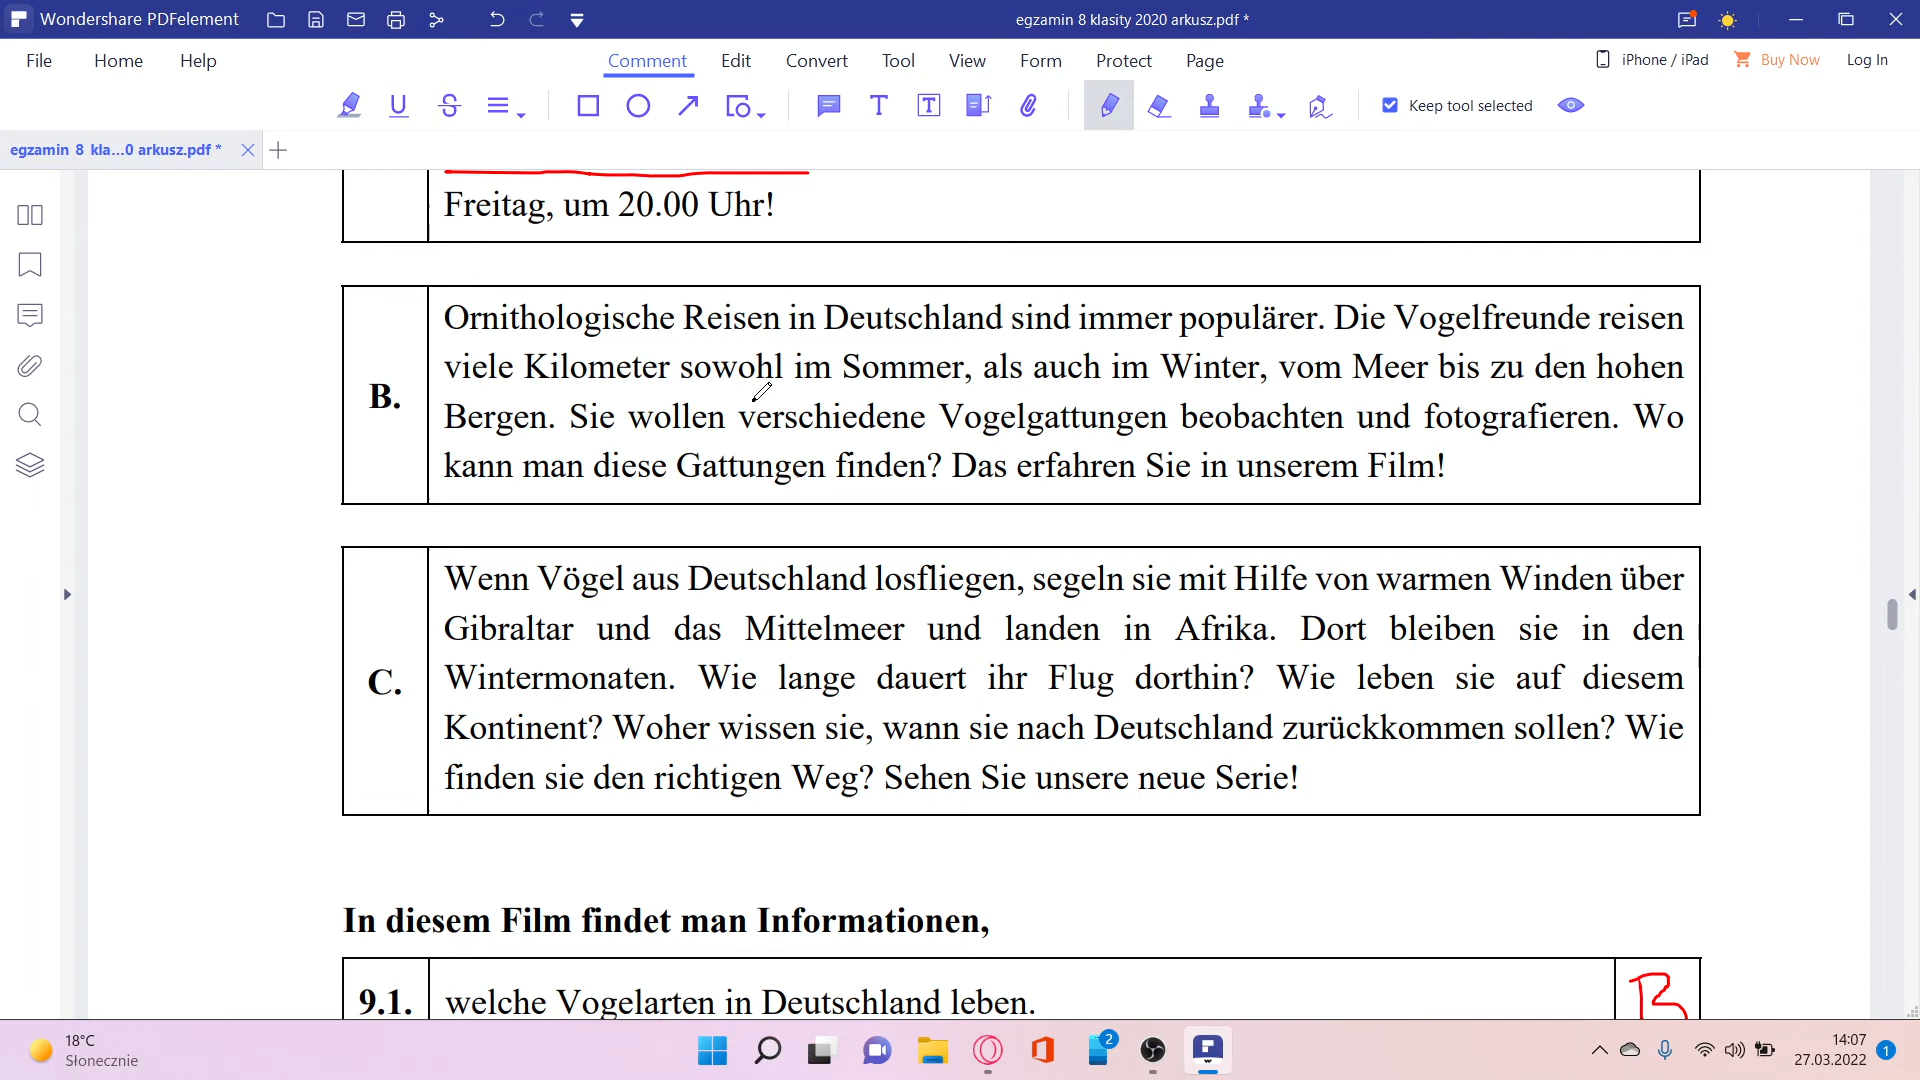 Wondershare PDFelement
egzamin 8 klasity 2020 arkusz.pdf *
File Home Help Comment Edit Convert Tool View Form Protect Page iPhone / iPad Buy Now Log In
Keep tool selected
egzamin 8 kla...0 arkusz.pdf *
Freitag, um 20.00 Uhr!
B.
Ornithologische Reisen in Deutschland sind immer populärer. Die Vogelfreunde reisen
viele Kilometer sowohl im Sommer, als auch im Winter, vom Meer bis zu den hohen
Bergen. Sie wollen verschiedene Vogelgattungen beobachten und fotografieren. Wo
kann man diese Gattungen finden? Das erfahren Sie in unserem Film!
C.
Wenn Vögel aus Deutschland losfliegen, segeln sie mit Hilfe von warmen Winden über
Gibraltar und das Mittelmeer und landen in Afrika. Dort bleiben sie in den
Wintermonaten. Wie lange dauert ihr Flug dorthin? Wie leben sie auf diesem
Kontinent? Woher wissen sie, wann sie nach Deutschland zurückkommen sollen? Wie
finden sie den richtigen Weg? Sehen Sie unsere neue Serie!
In diesem Film findet man Informationen,
9.1. welche Vogelarten in Deutschland leben. B
18°C
Słonecznie
2
14:07
27.03.2022
1